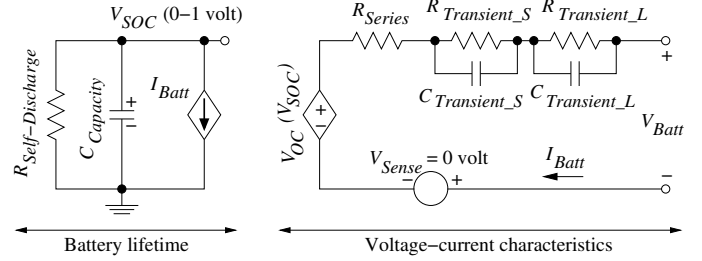 V_SOC (0−1 volt)
R_Self−Discharge
C_Capacity
+
−
I_Batt
Battery lifetime
R_Series
R_Transient_S
R_Transient_L
C_Transient_S
C_Transient_L
+
V_OC (V_SOC)
+
−
V_Batt
V_Sense = 0 volt
I_Batt
−
+
−
Voltage−current characteristics